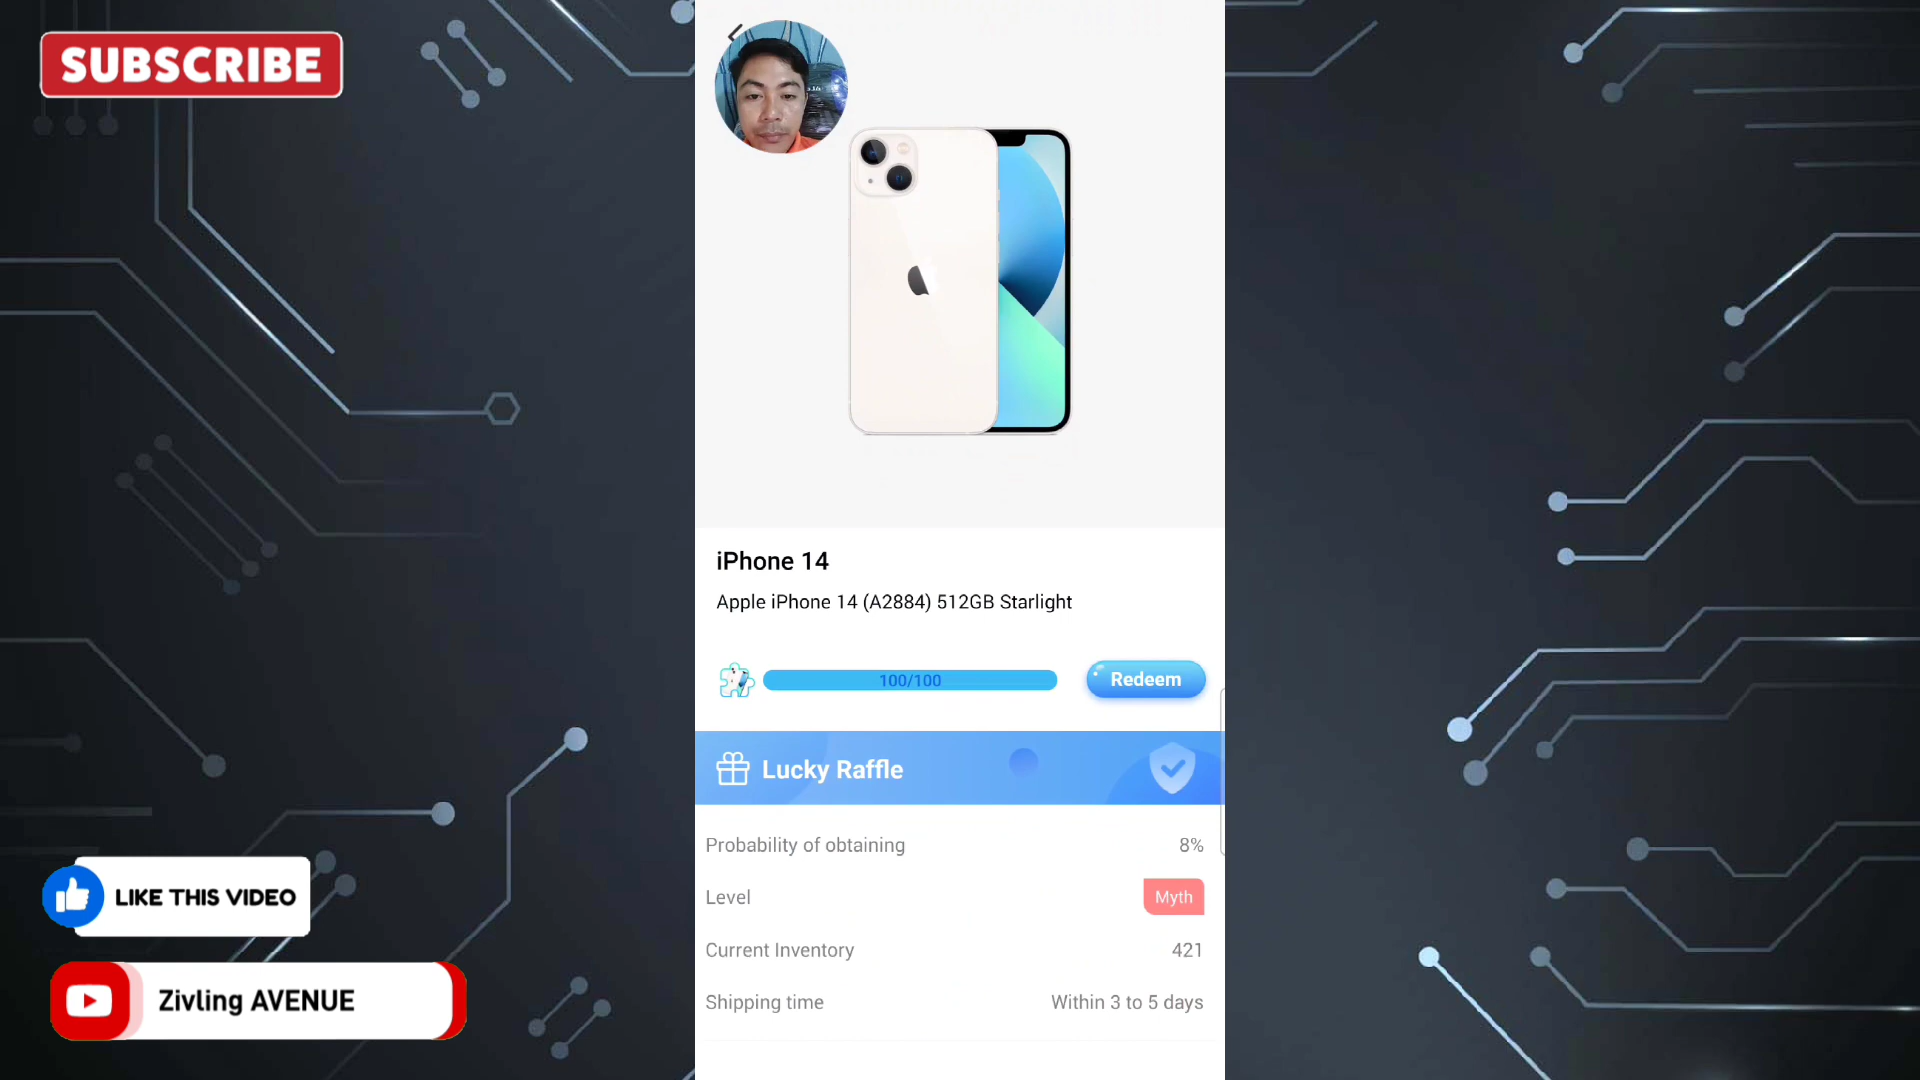 SUBSCRIBE
iPhone 14
Apple iPhone 14 (A2884) 512GB Starlight
100/100
Redeem
Lucky Raffle
Probability of obtaining 8%
Level Myth
Current Inventory 421
Shipping time Within 3 to 5 days
LIKE THIS VIDEO
Zivling AVENUE